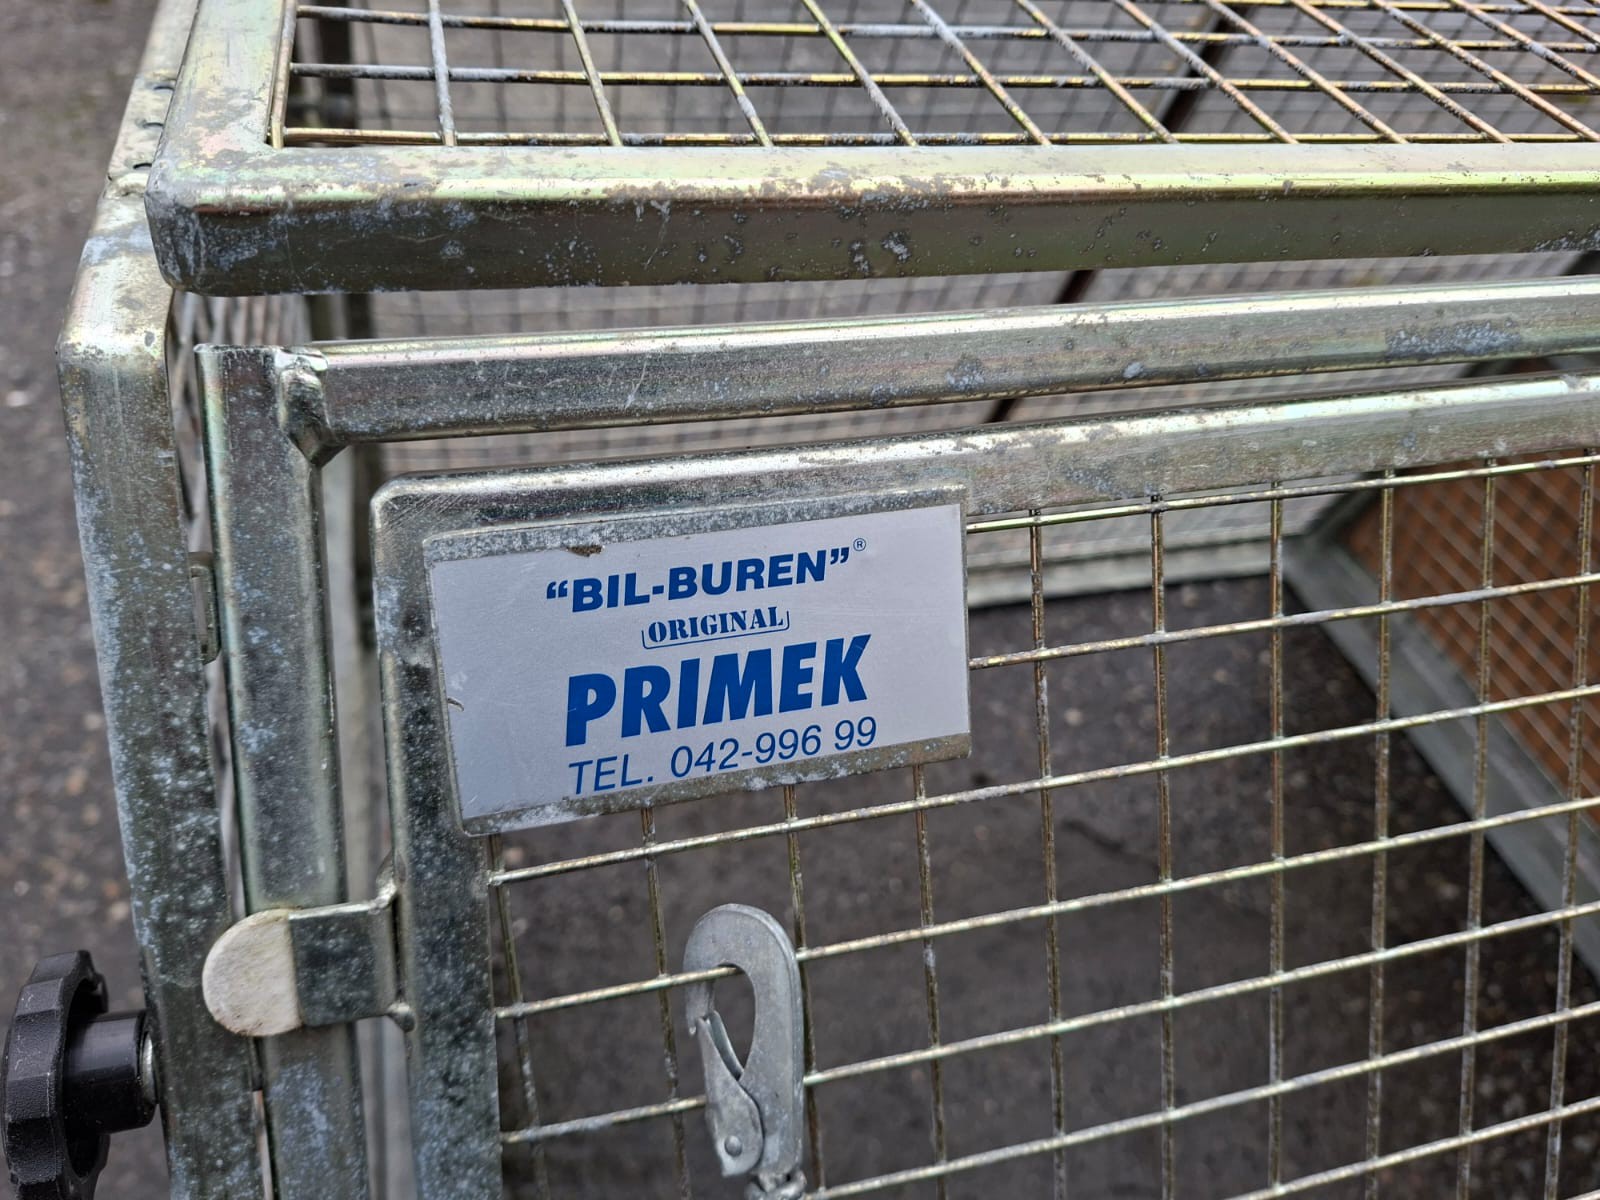 “BIL-BUREN”®
ORIGINAL
PRIMEK
TEL. 042-996 99